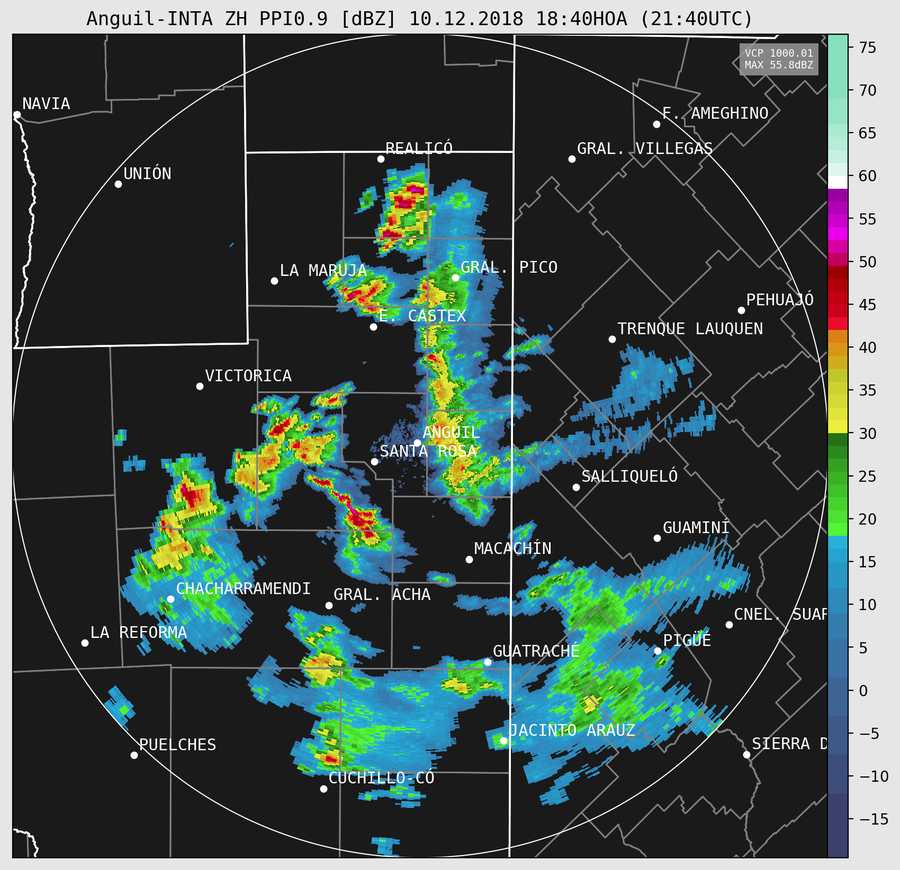 Anguil-INTA ZH PPI0.9 [dBZ] 10.12.2018 18:40HOA (21:40UTC)
VCP 1000.01
MAX 55.8dBZ
NAVIA
F. AMEGHINO
REALICÓ
GRAL. VILLEGAS
UNIÓN
LA MARUJA
GRAL. PICO
PEHUAJÓ
E. CASTEX
TRENQUE LAUQUEN
VICTORICA
ANGUIL
SANTA ROSA
SALLIQUELÓ
GUAMINÍ
MACACHÍN
CHACHARRAMENDI
GRAL. ACHA
CNEL. SUAR
LA REFORMA
PIGÜE
GUATRACHE
JACINTO ARAUZ
PUELCHES
SIERRA D
CUCHILLO-CÓ
75
70
65
60
55
50
45
40
35
30
25
20
15
10
5
0
−5
−10
−15